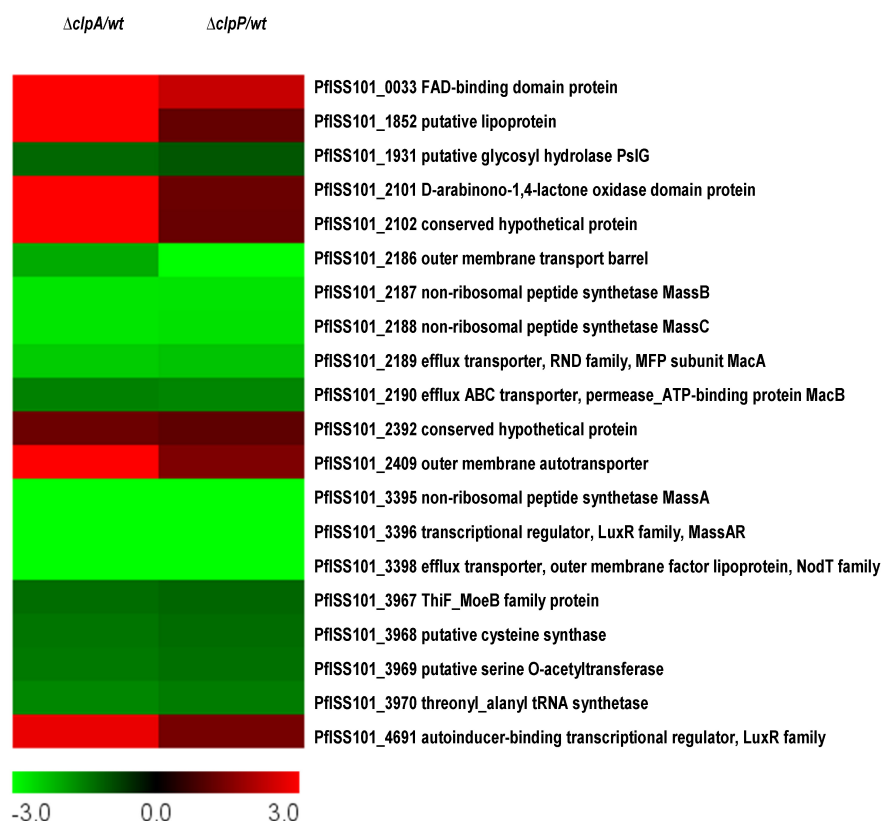 ΔclpA/wt ΔclpP/wt
PflSS101_0033 FAD-binding domain protein
PflSS101_1852 putative lipoprotein
PflSS101_1931 putative glycosyl hydrolase PslG
PflSS101_2101 D-arabinono-1,4-lactone oxidase domain protein
PflSS101_2102 conserved hypothetical protein
PflSS101_2186 outer membrane transport barrel
PflSS101_2187 non-ribosomal peptide synthetase MassB
PflSS101_2188 non-ribosomal peptide synthetase MassC
PflSS101_2189 efflux transporter, RND family, MFP subunit MacA
PflSS101_2190 efflux ABC transporter, permease_ATP-binding protein MacB
PflSS101_2392 conserved hypothetical protein
PflSS101_2409 outer membrane autotransporter
PflSS101_3395 non-ribosomal peptide synthetase MassA
PflSS101_3396 transcriptional regulator, LuxR family, MassAR
PflSS101_3398 efflux transporter, outer membrane factor lipoprotein, NodT family
PflSS101_3967 ThiF_MoeB family protein
PflSS101_3968 putative cysteine synthase
PflSS101_3969 putative serine O-acetyltransferase
PflSS101_3970 threonyl_alanyl tRNA synthetase
PflSS101_4691 autoinducer-binding transcriptional regulator, LuxR family
-3.0 0.0 3.0